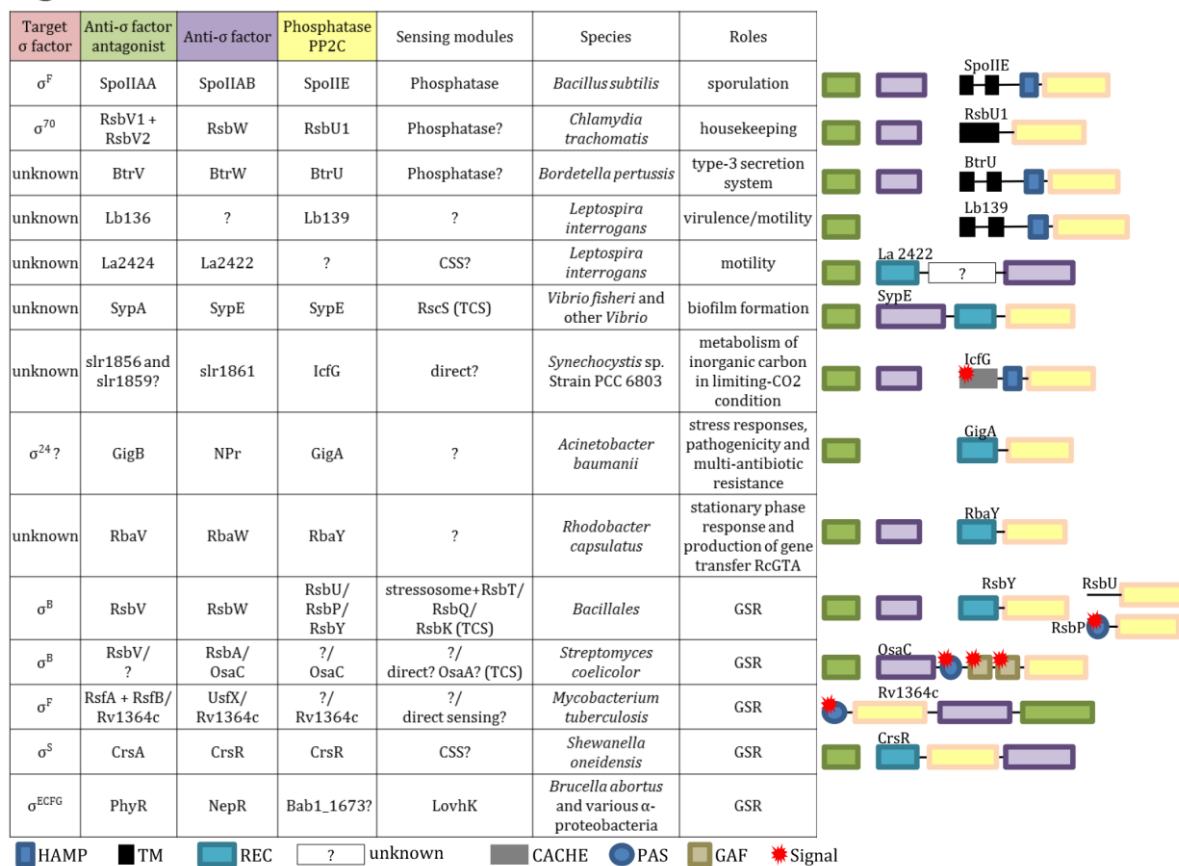 Target σ factor | Anti-σ factor antagonist | Anti-σ factor | Phosphatase PP2C | Sensing modules | Species | Roles
σF | SpoIIAA | SpoIIAB | SpoIIE | Phosphatase | Bacillus subtilis | sporulation | SpoIIE
σ70 | RsbV1 + RsbV2 | RsbW | RsbU1 | Phosphatase? | Chlamydia trachomatis | housekeeping | RsbU1
unknown | BtrV | BtrW | BtrU | Phosphatase? | Bordetella pertussis | type-3 secretion system | BtrU
unknown | Lb136 | ? | Lb139 | ? | Leptospira interrogans | virulence/motility | Lb139
unknown | La2424 | La2422 | ? | CSS? | Leptospira interrogans | motility | La 2422 | ?
unknown | SypA | SypE | SypE | RscS (TCS) | Vibrio fisheri and other Vibrio | biofilm formation | SypE
unknown | slr1856 and slr1859? | slr1861 | IcfG | direct? | Synechocystis sp. Strain PCC 6803 | metabolism of inorganic carbon in limiting-CO2 condition | IcfG
σ24 ? | GigB | NPr | GigA | ? | Acinetobacter baumanii | stress responses, pathogenicity and multi-antibiotic resistance | GigA
unknown | RbaV | RbaW | RbaY | ? | Rhodobacter capsulatus | stationary phase response and production of gene transfer RcGTA | RbaY
σB | RsbV | RsbW | RsbU/ RsbP/ RsbY | stressosome+RsbT/ RsbQ/ RsbK (TCS) | Bacillales | GSR | RsbY | RsbU | RsbP
σB | RsbV/ ? | RsbA/ OsaC | ?/ OsaC | ?/ direct? OsaA? (TCS) | Streptomyces coelicolor | GSR | OsaC
σF | RsfA + RsfB/ Rv1364c | UsfX/ Rv1364c | ?/ Rv1364c | ?/ direct sensing? | Mycobacterium tuberculosis | GSR | Rv1364c
σS | CrsA | CrsR | CrsR | CSS? | Shewanella oneidensis | GSR | CrsR
σECFG | PhyR | NepR | Bab1_1673? | LovhK | Brucella abortus and various α-proteobacteria | GSR
HAMP TM REC ? unknown CACHE PAS GAF Signal